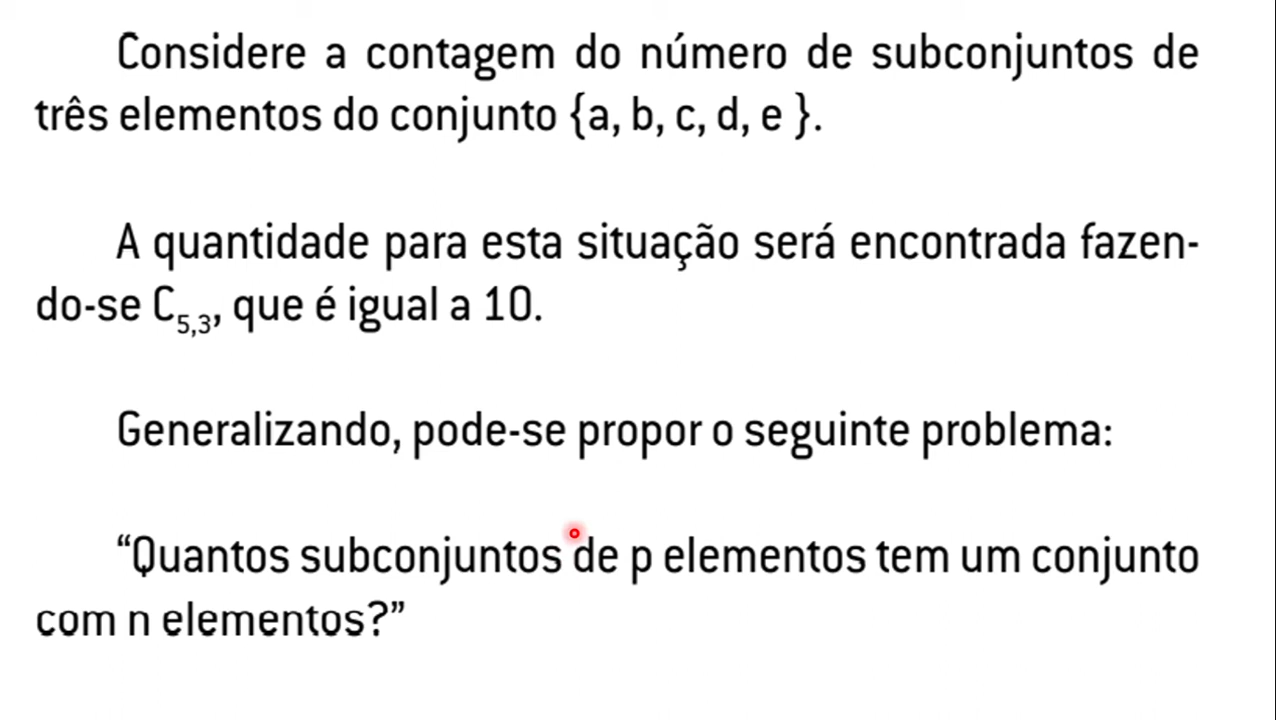 Considere a contagem do número de subconjuntos de
três elementos do conjunto {a, b, c, d, e }.
A quantidade para esta situação será encontrada fazen-
do-se C5,3, que é igual a 10.
Generalizando, pode-se propor o seguinte problema:
“Quantos subconjuntos de p elementos tem um conjunto
com n elementos?”